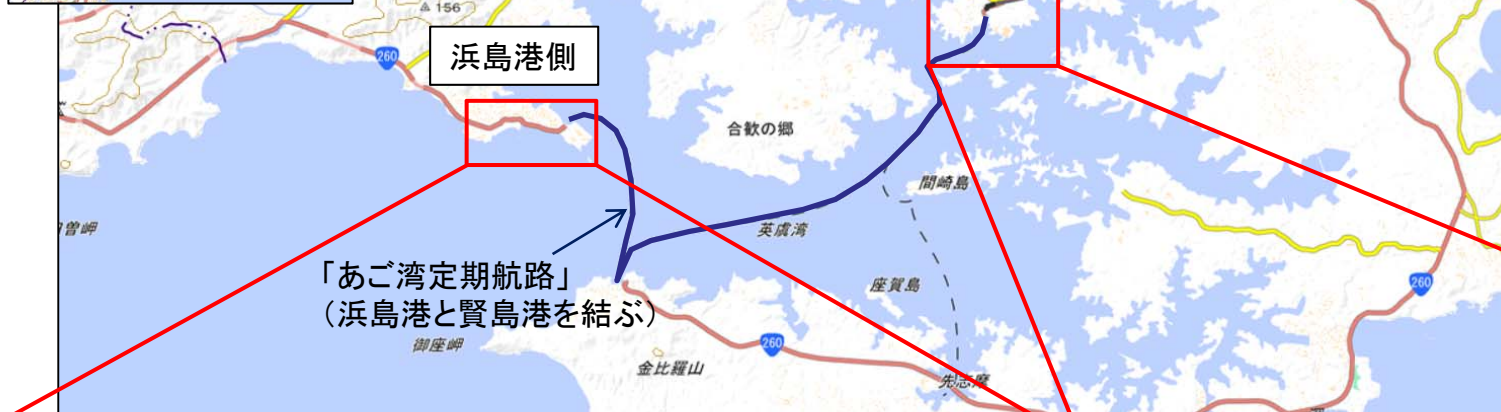 156
260
浜島港側
合歓の郷
間崎島
英虞湾
曽岬
「あご湾定期航路」
（浜島港と賢島港を結ぶ）
座賀島
260
260
御座岬
金比羅山
先志摩